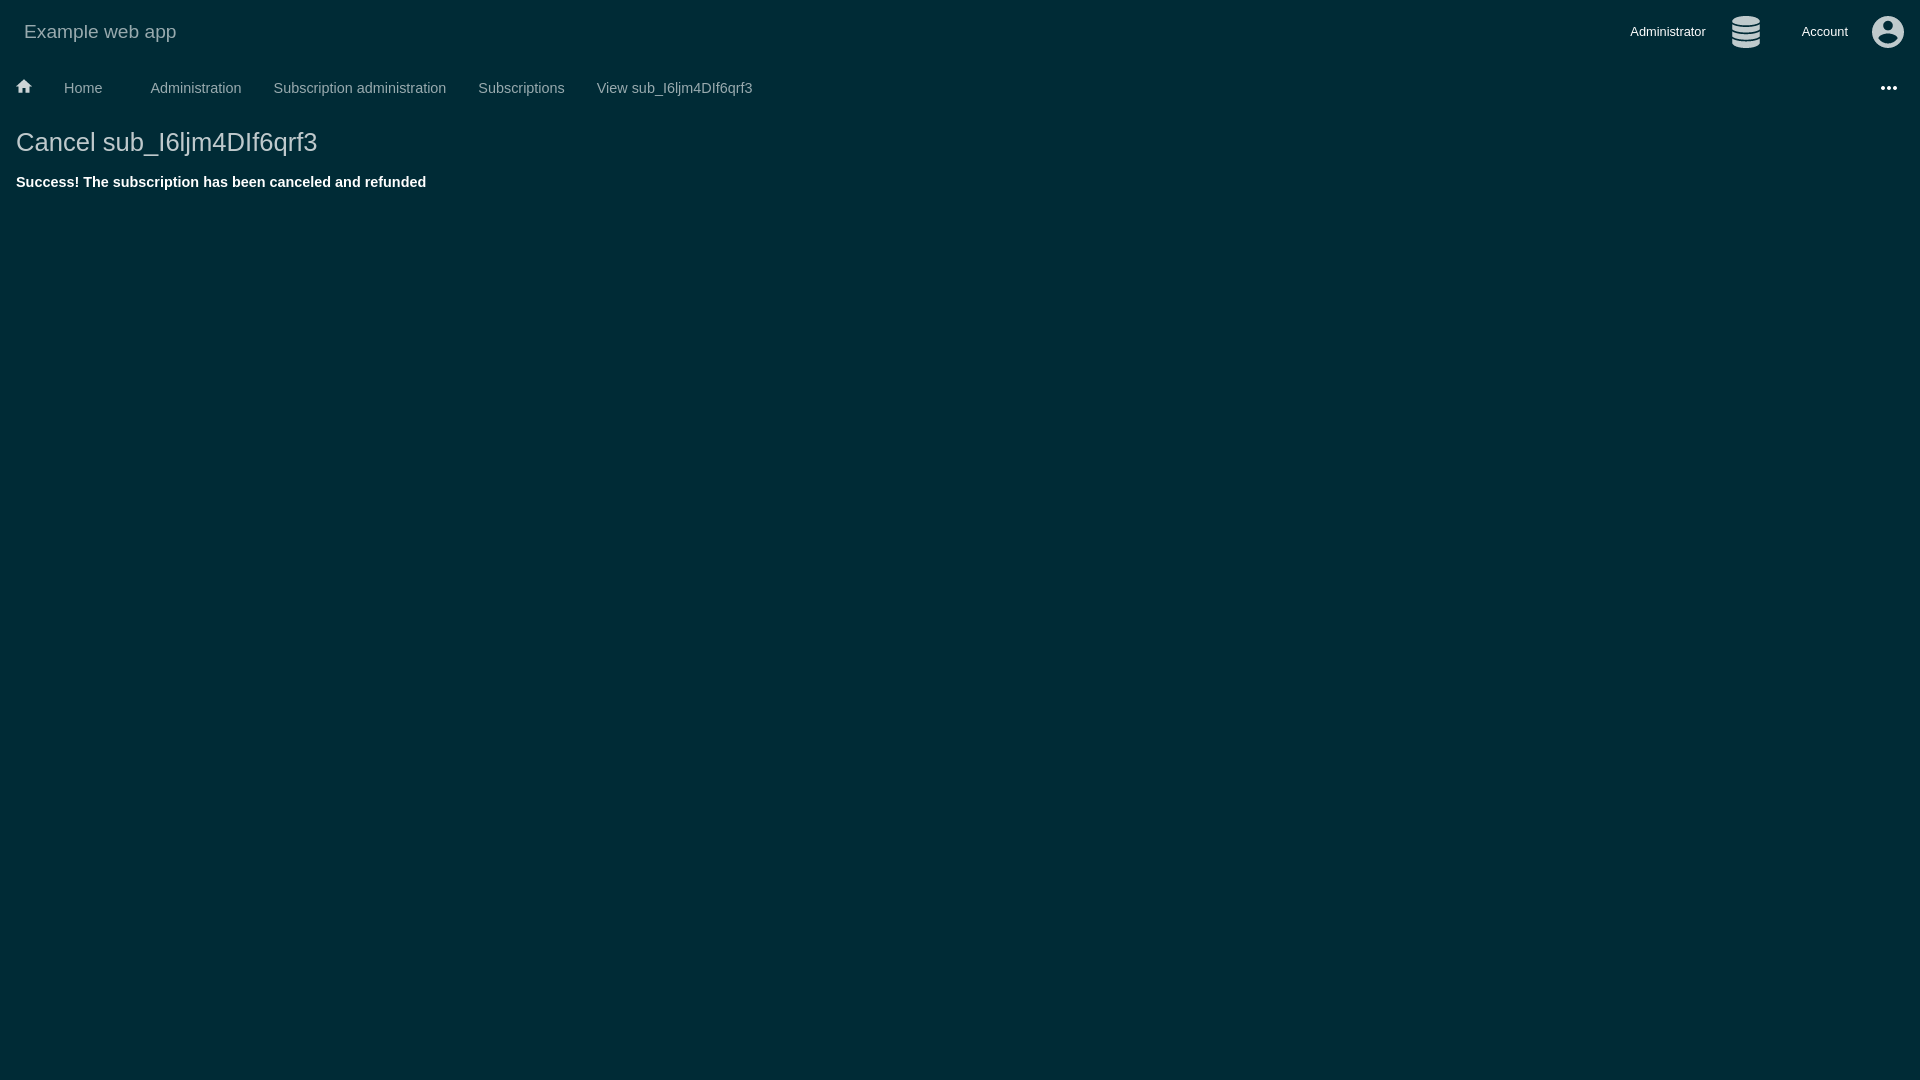 Example web app
Administrator
Account
Home
Administration
Subscription administration
Subscriptions
View sub_I6ljm4DIf6qrf3
Cancel sub_I6ljm4DIf6qrf3
Success! The subscription has been canceled and refunded